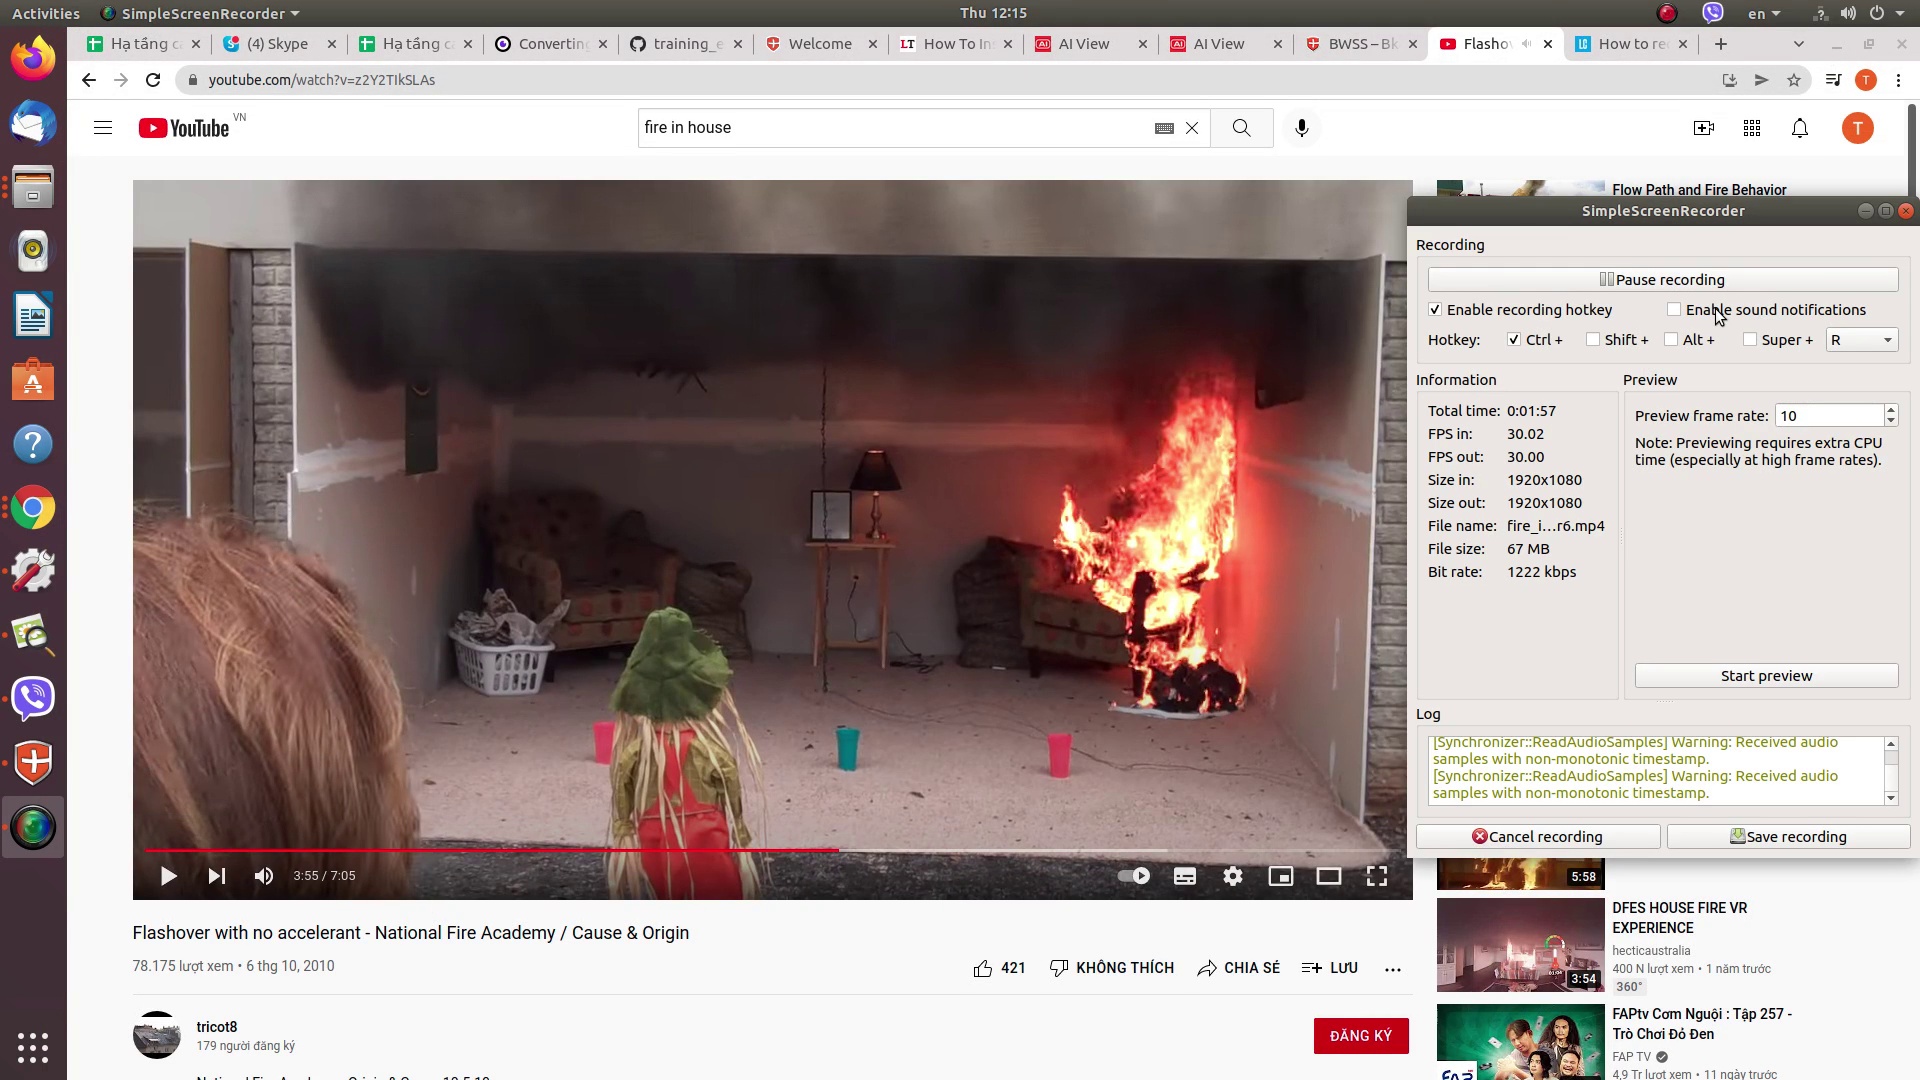 Activities
SimpleScreenRecorder
Thu 12:15
en
Hạ tầng c
(4) Skype
Hạ tầng c
Converting
training_e
Welcome
How To In
AI View
AI View
BWSS – Bk
Flasho
How to re
youtube.com/watch?v=z2Y2TIkSLAs
T
YouTube VN
fire in house
T
Flow Path and Fire Behavior
SimpleScreenRecorder
Recording
Pause recording
Enable recording hotkey
Enable sound notifications
Hotkey: Ctrl + Shift + Alt + Super + R
Information
Total time: 0:01:57
FPS in: 30.02
FPS out: 30.00
Size in: 1920x1080
Size out: 1920x1080
File name: fire_i...r6.mp4
File size: 67 MB
Bit rate: 1222 kbps
Preview
Preview frame rate: 10
Note: Previewing requires extra CPU
time (especially at high frame rates).
Start preview
Log
[Synchronizer::ReadAudioSamples] Warning: Received audio
samples with non-monotonic timestamp.
[Synchronizer::ReadAudioSamples] Warning: Received audio
samples with non-monotonic timestamp.
Cancel recording
Save recording
3:55 / 7:05
Flashover with no accelerant - National Fire Academy / Cause & Origin
78.175 lượt xem • 6 thg 10, 2010
421
KHÔNG THÍCH
CHIA SẺ
LƯU
tricot8
179 người đăng ký
ĐĂNG KÝ
5:58
DFES HOUSE FIRE VR
EXPERIENCE
hecticaustralia
400 N lượt xem • 1 năm trước
360°
3:54
FAPtv Cơm Nguội : Tập 257 -
Trò Chơi Đỏ Đen
FAP TV
4,9 Tr lượt xem • 11 ngày trước